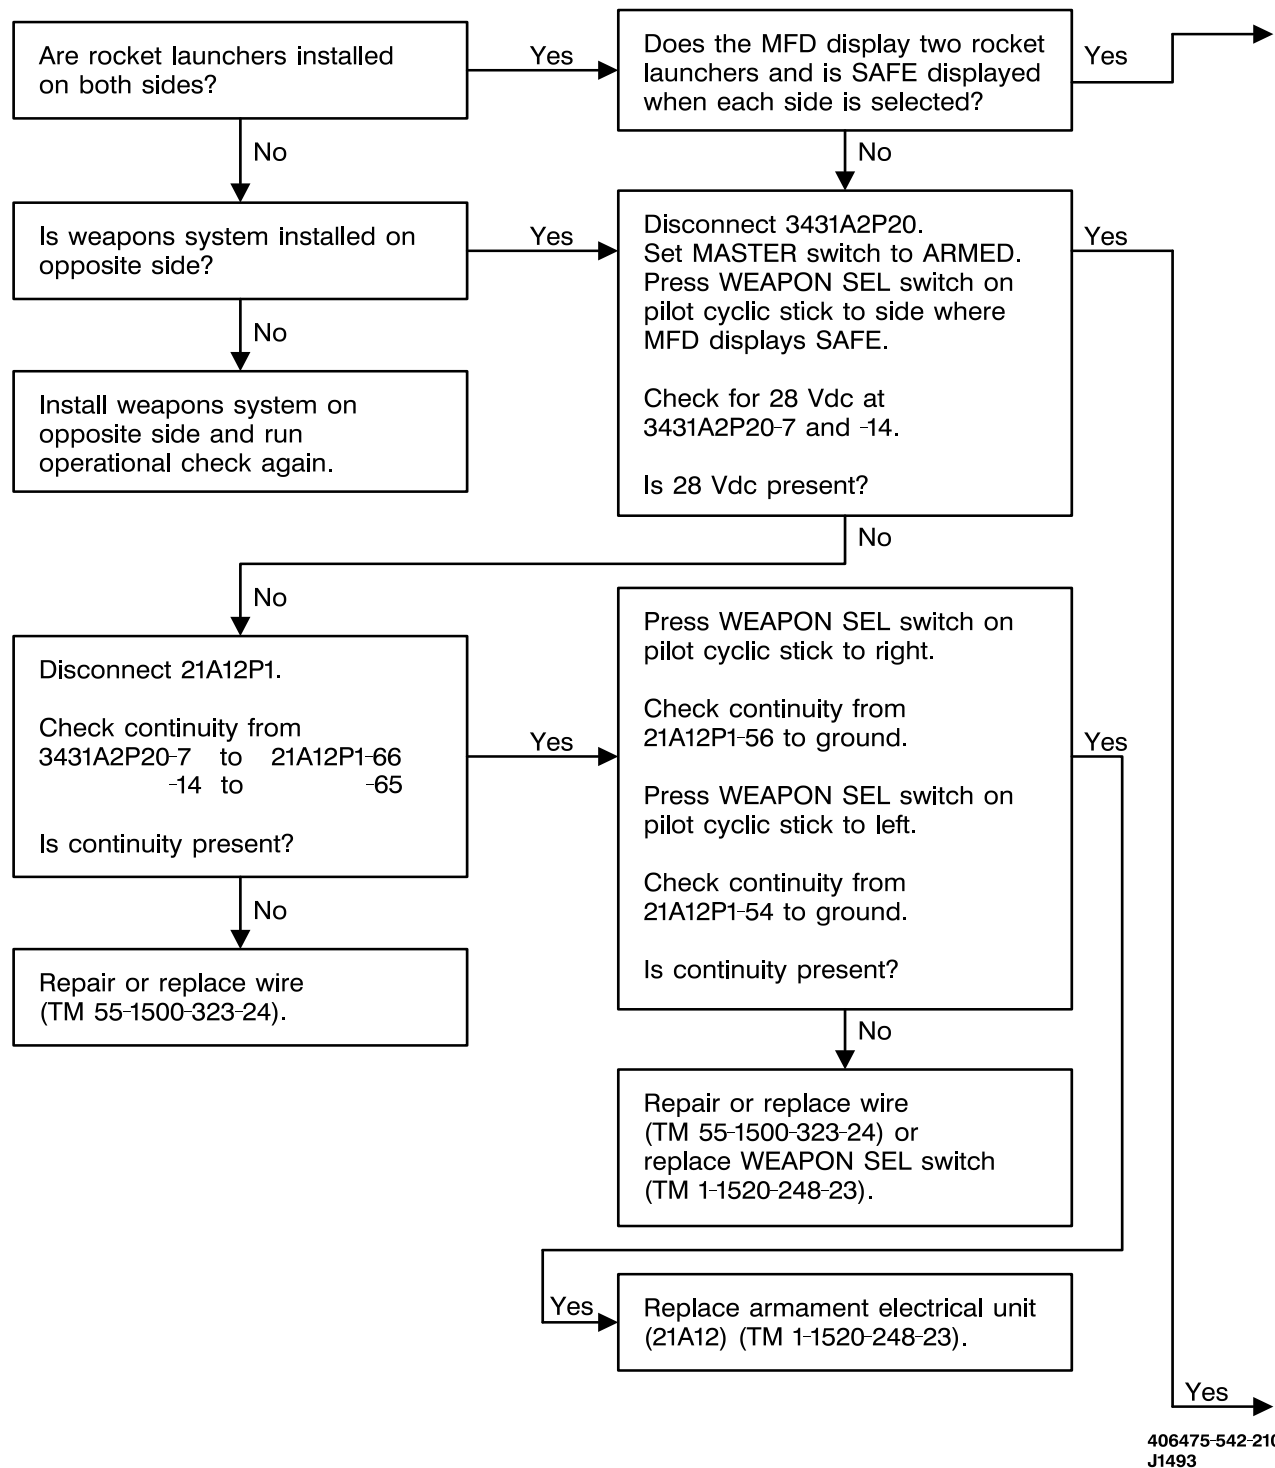 Are rocket launchers installed
on both sides?
Yes
Does the MFD display two rocket
launchers and is SAFE displayed
when each side is selected?
Yes
No
No
Is weapons system installed on
opposite side?
Yes
Disconnect 3431A2P20.
Set MASTER switch to ARMED.
Press WEAPON SEL switch on
pilot cyclic stick to side where
MFD displays SAFE.
Check for 28 Vdc at
3431A2P20-7 and -14.
Is 28 Vdc present?
Yes
No
Install weapons system on
opposite side and run
operational check again.
No
No
Disconnect 21A12P1.
Check continuity from
3431A2P20-7 to 21A12P1-66
-14 to -65
Is continuity present?
Yes
Press WEAPON SEL switch on
pilot cyclic stick to right.
Check continuity from
21A12P1-56 to ground.
Press WEAPON SEL switch on
pilot cyclic stick to left.
Check continuity from
21A12P1-54 to ground.
Is continuity present?
Yes
No
Repair or replace wire
(TM 55-1500-323-24).
No
Repair or replace wire
(TM 55-1500-323-24) or
replace WEAPON SEL switch
(TM 1-1520-248-23).
Yes
Replace armament electrical unit
(21A12) (TM 1-1520-248-23).
Yes
406475-542-210
J1493